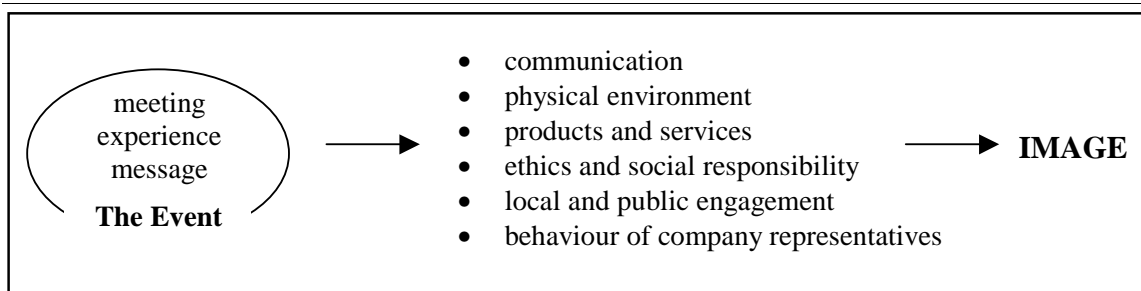 meeting
experience
message
The Event
• communication
• physical environment
• products and services
• ethics and social responsibility
• local and public engagement
• behaviour of company representatives
IMAGE